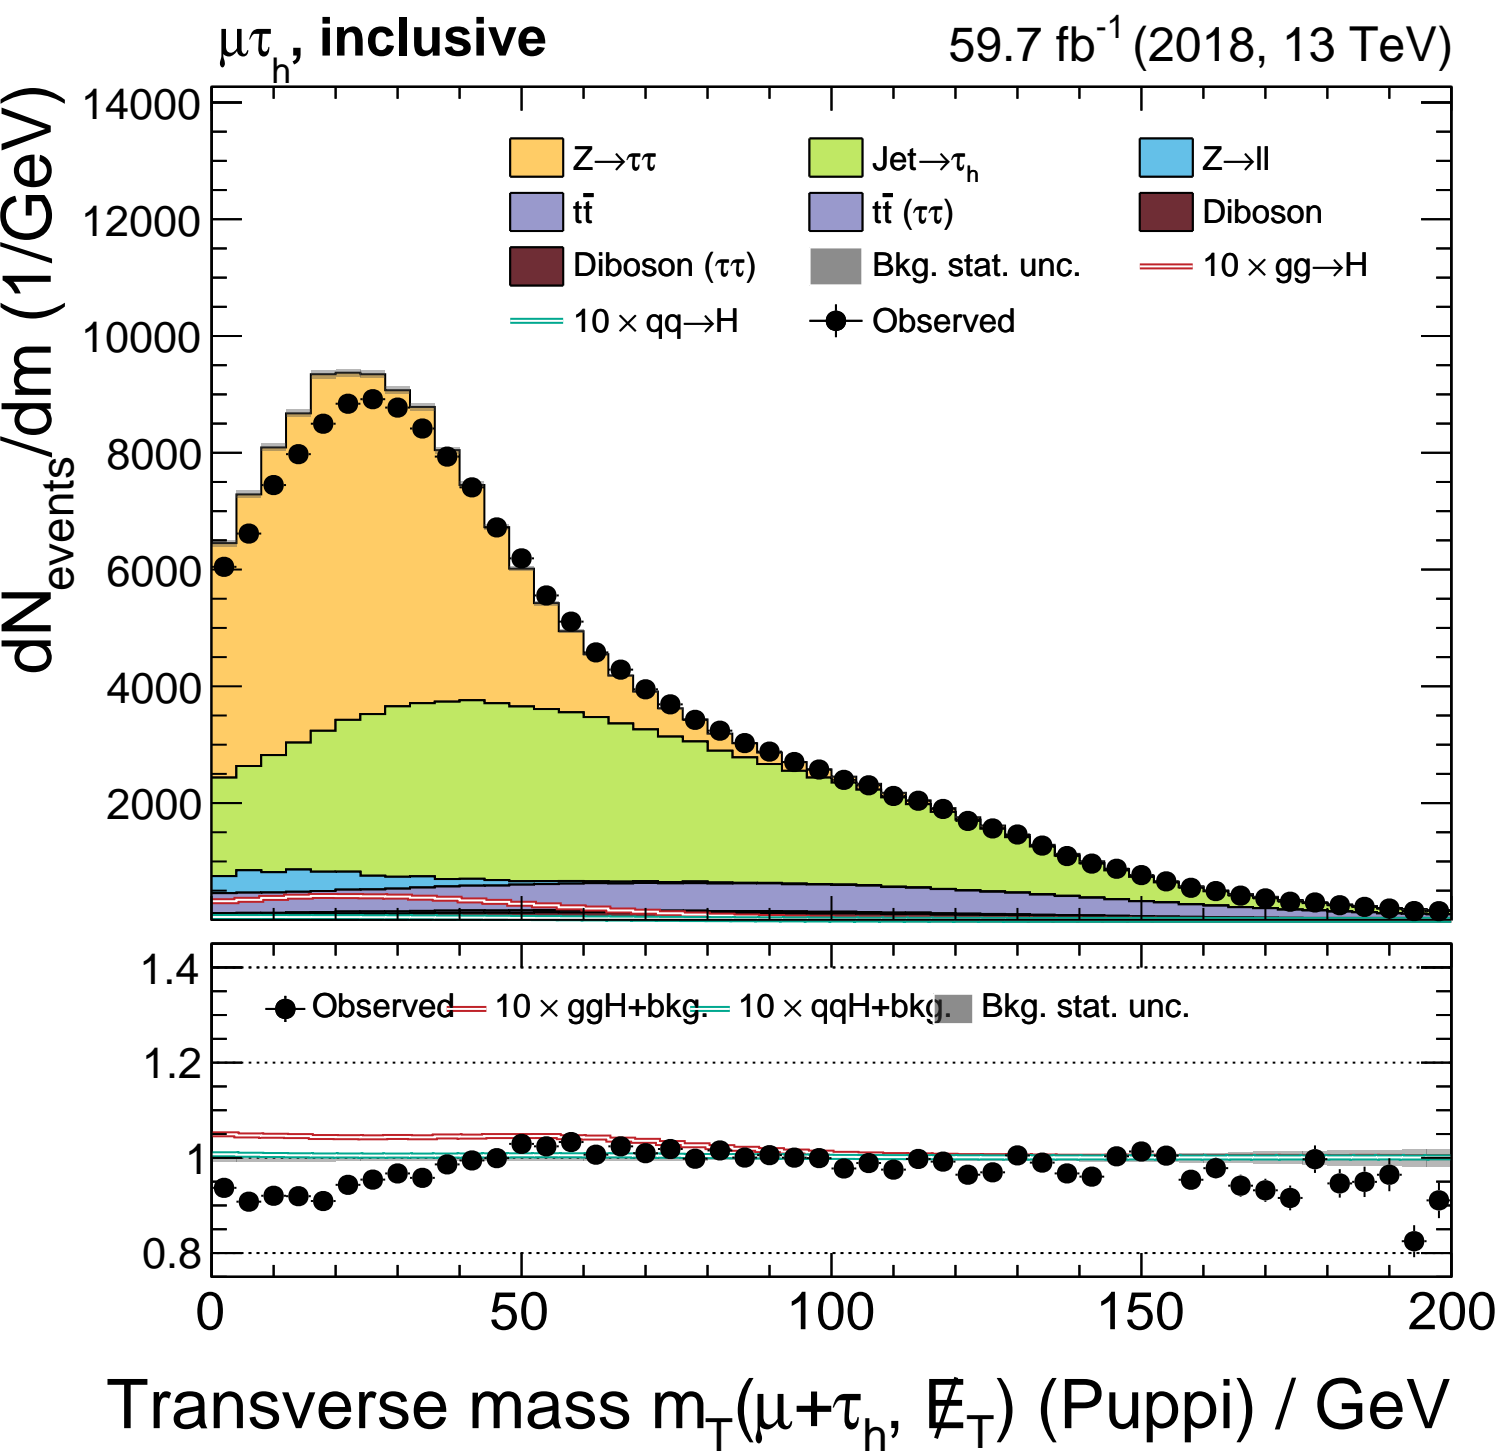 μτh, inclusive 59.7 fb-1 (2018, 13 TeV)
dNevents/dm (1/GeV)
14000
12000
10000
8000
6000
4000
2000
Z→ττ Jet→τh Z→ll
tt̄ tt̄ (ττ) Diboson
Diboson (ττ) Bkg. stat. unc. 10 × gg→H
10 × qq→H Observed
1.4
1.2
1
0.8
Observed 10 × ggH+bkg. 10 × qqH+bkg. Bkg. stat. unc.
0 50 100 150 200
Transverse mass mT(μ+τh, E̸T) (Puppi) / GeV